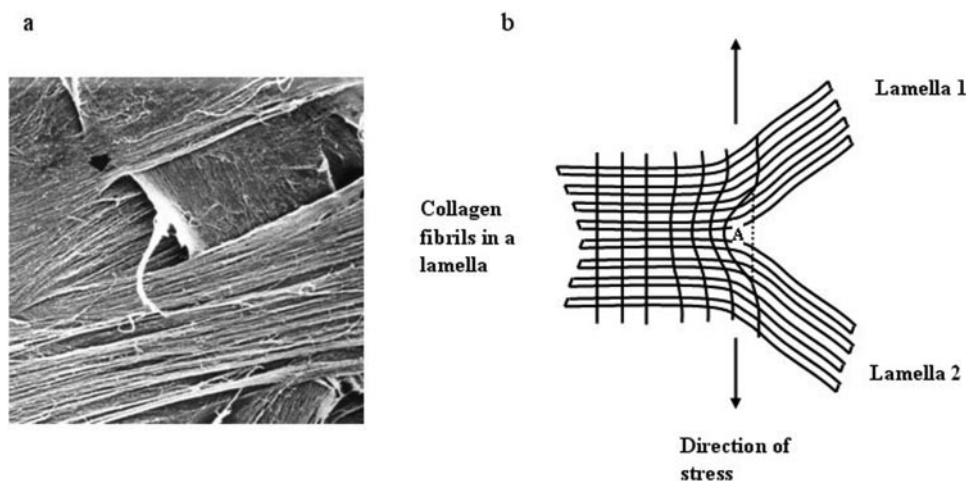 a
b
Lamella 1
Collagen
fibrils in a
lamella
A
Lamella 2
Direction of
stress